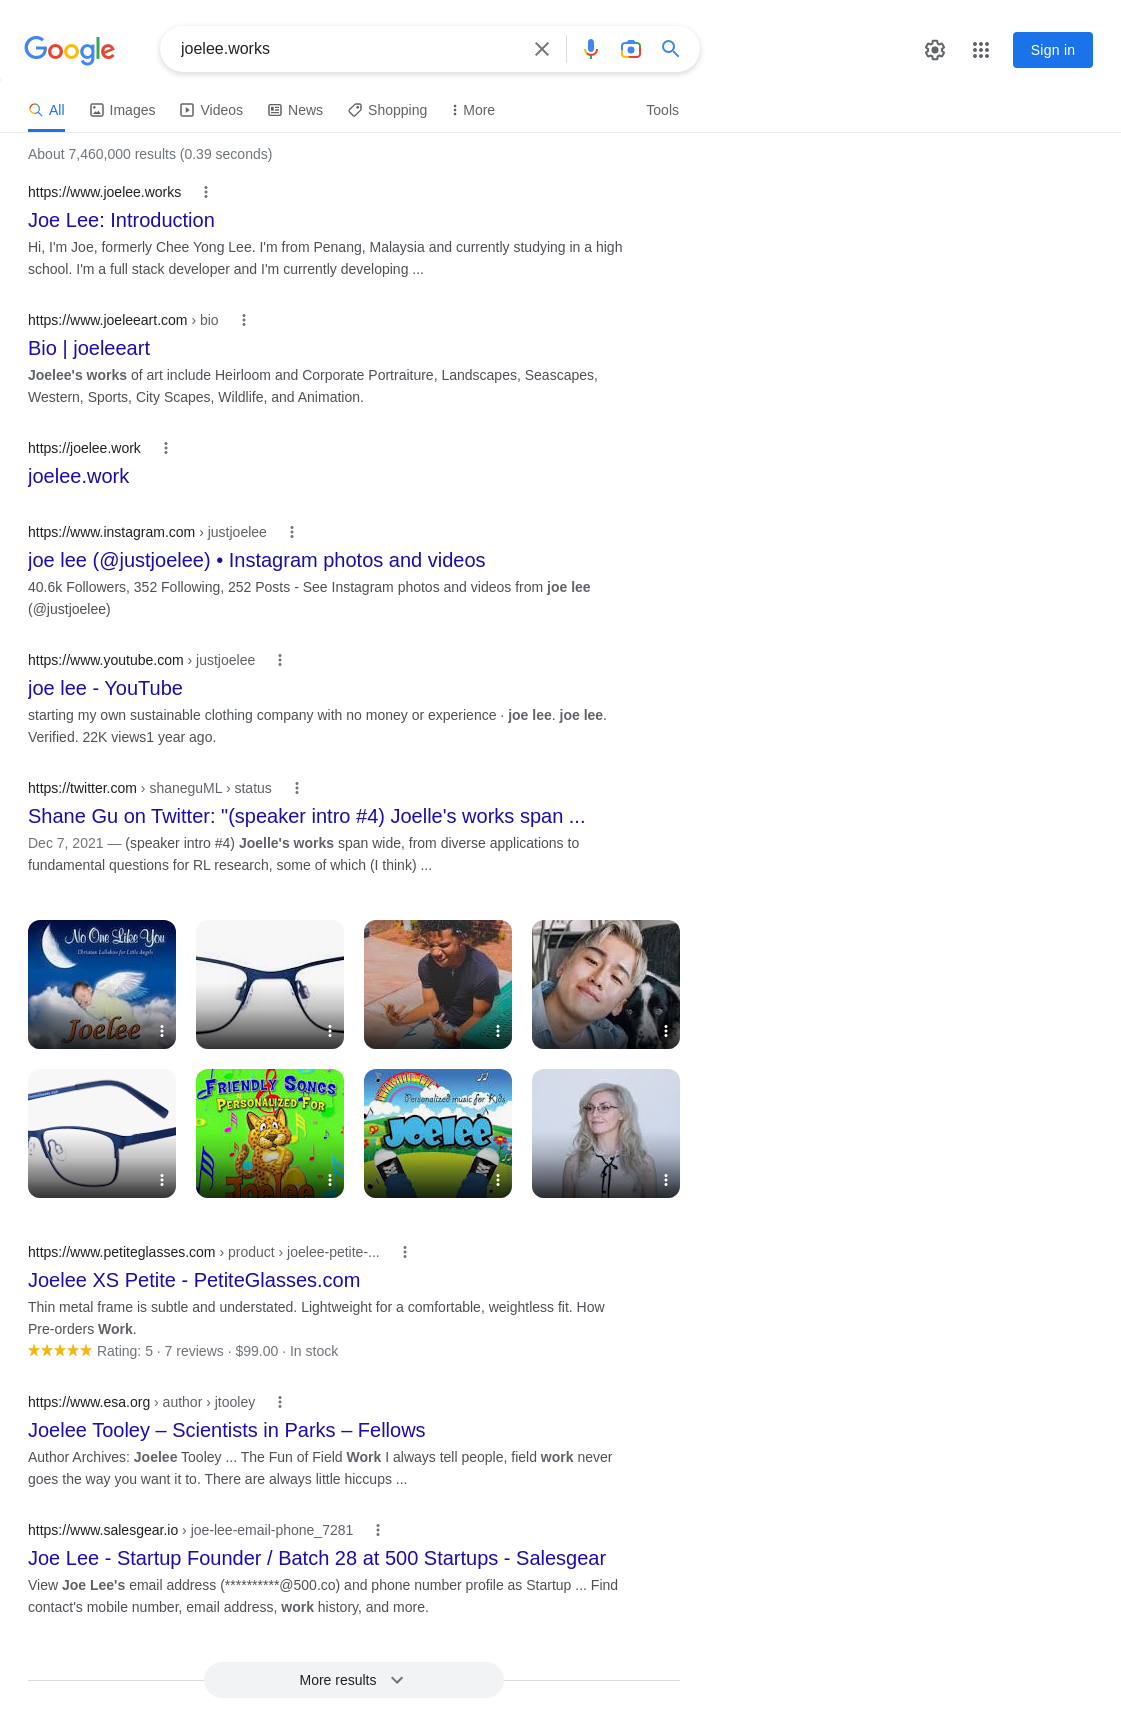 Google
joelee.works
Sign in
All
Images
Videos
News
Shopping
More
Tools
About 7,460,000 results (0.39 seconds)
https://www.joelee.works
Joe Lee: Introduction
Hi, I'm Joe, formerly Chee Yong Lee. I'm from Penang, Malaysia and currently studying in a high
school. I'm a full stack developer and I'm currently developing ...
https://www.joeleeart.com › bio
Bio | joeleeart
Joelee's works of art include Heirloom and Corporate Portraiture, Landscapes, Seascapes,
Western, Sports, City Scapes, Wildlife, and Animation.
https://joelee.work
joelee.work
https://www.instagram.com › justjoelee
joe lee (@justjoelee) • Instagram photos and videos
40.6k Followers, 352 Following, 252 Posts - See Instagram photos and videos from joe lee
(@justjoelee)
https://www.youtube.com › justjoelee
joe lee - YouTube
starting my own sustainable clothing company with no money or experience · joe lee. joe lee.
Verified. 22K views1 year ago.
https://twitter.com › shaneguML › status
Shane Gu on Twitter: "(speaker intro #4) Joelle's works span ...
Dec 7, 2021 — (speaker intro #4) Joelle's works span wide, from diverse applications to
fundamental questions for RL research, some of which (I think) ...
No One Like You
Christian Lullabies for Little Angels
Joelee
FRIENDLY SONGS
PERSONALIZED FOR
Joelee
Personalized music for Kids
JOELEE
https://www.petiteglasses.com › product › joelee-petite-...
Joelee XS Petite - PetiteGlasses.com
Thin metal frame is subtle and understated. Lightweight for a comfortable, weightless fit. How
Pre-orders Work.
Rating: 5 · 7 reviews · $99.00 · In stock
https://www.esa.org › author › jtooley
Joelee Tooley – Scientists in Parks – Fellows
Author Archives: Joelee Tooley ... The Fun of Field Work I always tell people, field work never
goes the way you want it to. There are always little hiccups ...
https://www.salesgear.io › joe-lee-email-phone_7281
Joe Lee - Startup Founder / Batch 28 at 500 Startups - Salesgear
View Joe Lee's email address (**********@500.co) and phone number profile as Startup ... Find
contact's mobile number, email address, work history, and more.
More results